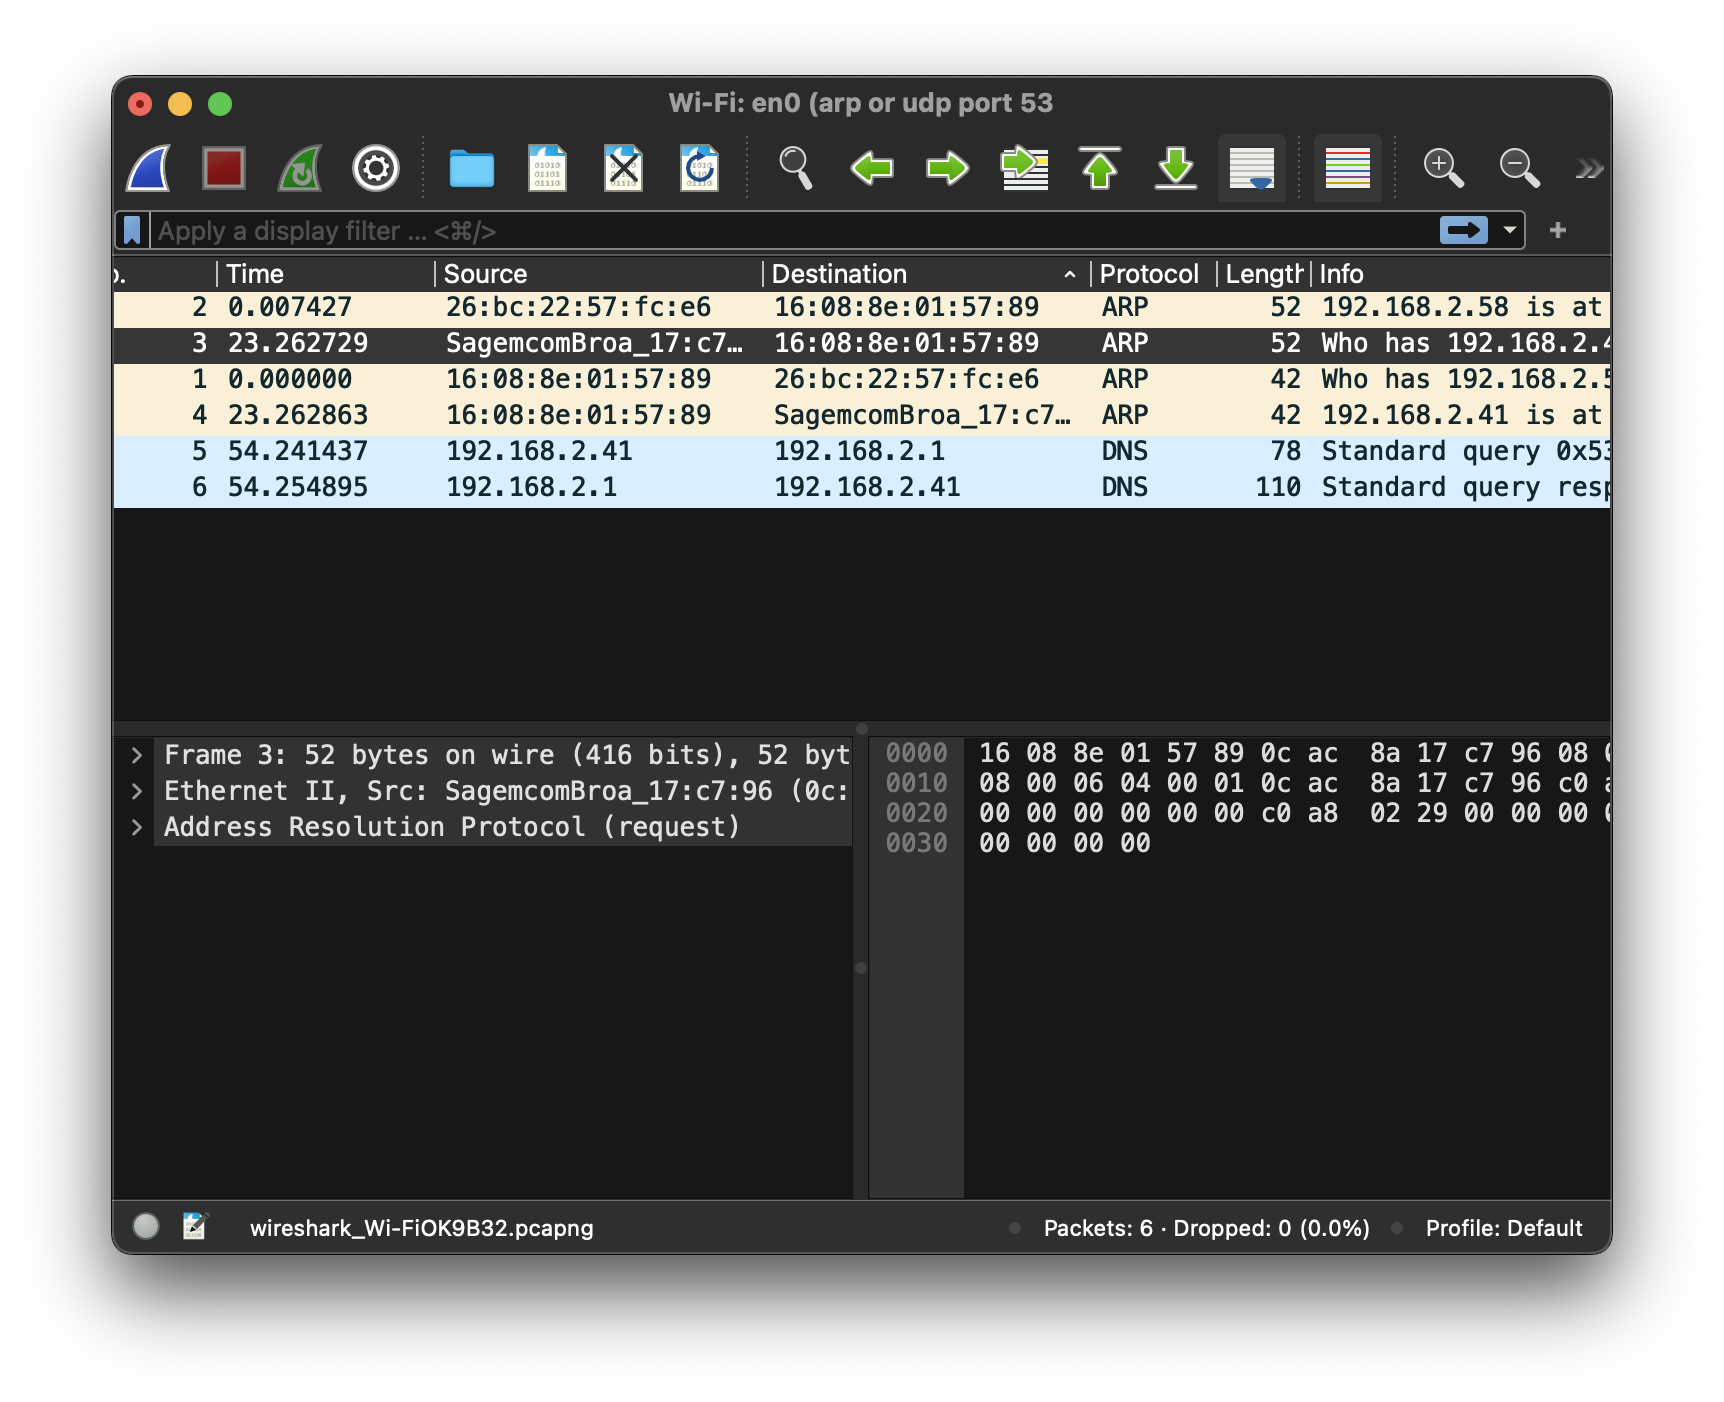 Wi-Fi: en0 (arp or udp port 53
Apply a display filter ... <⌘/>
Time Source Destination Protocol Length Info
2 0.007427 26:bc:22:57:fc:e6 16:08:8e:01:57:89 ARP 52 192.168.2.58 is at
3 23.262729 SagemcomBroa_17:c7… 16:08:8e:01:57:89 ARP 52 Who has 192.168.2.4
1 0.000000 16:08:8e:01:57:89 26:bc:22:57:fc:e6 ARP 42 Who has 192.168.2.5
4 23.262863 16:08:8e:01:57:89 SagemcomBroa_17:c7… ARP 42 192.168.2.41 is at
5 54.241437 192.168.2.41 192.168.2.1 DNS 78 Standard query 0x53
6 54.254895 192.168.2.1 192.168.2.41 DNS 110 Standard query resp
Frame 3: 52 bytes on wire (416 bits), 52 byt
Ethernet II, Src: SagemcomBroa_17:c7:96 (0c:
Address Resolution Protocol (request)
0000 16 08 8e 01 57 89 0c ac 8a 17 c7 96 08
0010 08 00 06 04 00 01 0c ac 8a 17 c7 96 c0
0020 00 00 00 00 00 00 c0 a8 02 29 00 00 00
0030 00 00 00 00
wireshark_Wi-FiOK9B32.pcapng
Packets: 6 · Dropped: 0 (0.0%)
Profile: Default